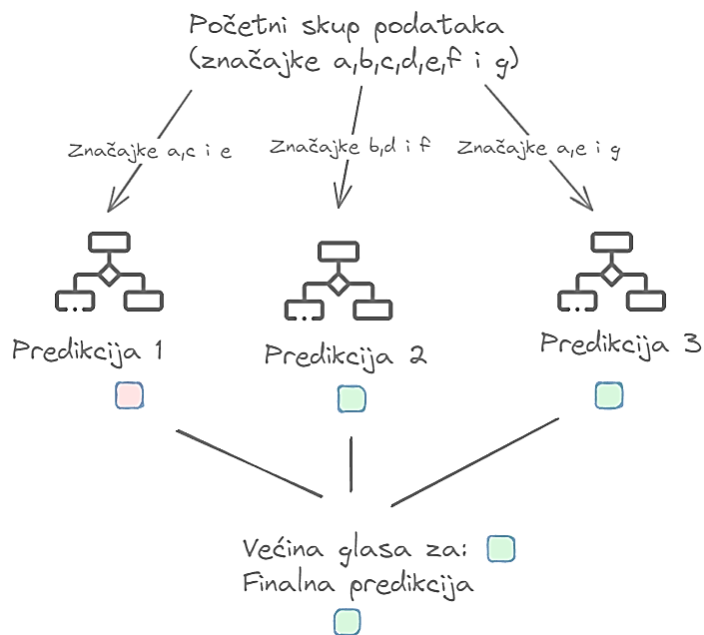 Početni skup podataka
(značajke a,b,c,d,e,f i g)
Značajke a,c i e
Značajke b,d i f
Značajke a,e i g
Predikcija 1
Predikcija 2
Predikcija 3
Većina glasa za:
Finalna predikcija